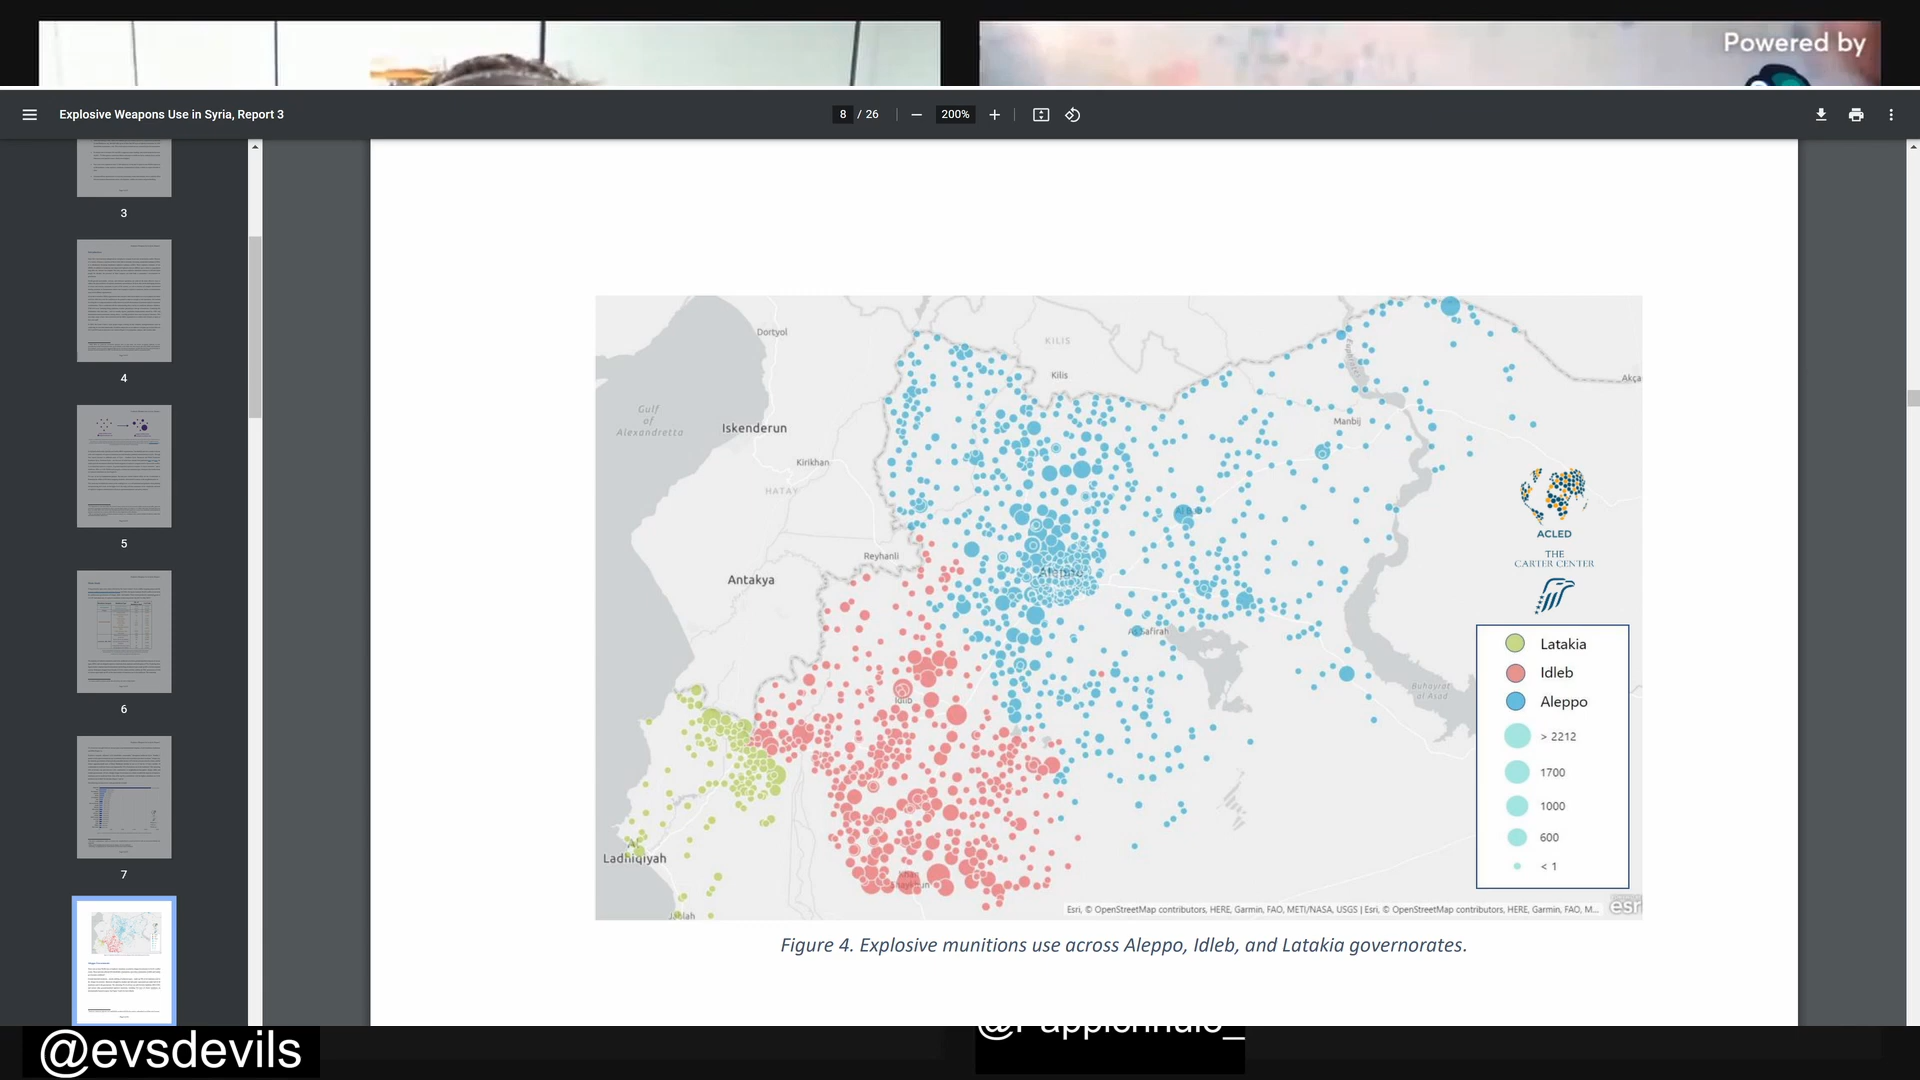 Powered by
Explosive Weapons Use in Syria, Report 3
8 / 26
200%
3
4
5
6
7
Dortyol
KILIS
Kilis
Euphrates
Akça
Gulf
of
Alexandretta
Iskenderun
Manbij
Kirikhan
HATAY
Reyhanli
Antakya
Aleppo
As Safirah
Buhayrat
al Asad
Idlib
Khan
Shaykhun
Ladhiqiyah
Jablah
ACLED
THE
CARTER CENTER
Latakia
Idleb
Aleppo
> 2212
1700
1000
600
< 1
Esri, © OpenStreetMap contributors, HERE, Garmin, FAO, METI/NASA, USGS | Esri, © OpenStreetMap contributors, HERE, Garmin, FAO, M...
esri
Figure 4. Explosive munitions use across Aleppo, Idleb, and Latakia governorates.
@evsdevils